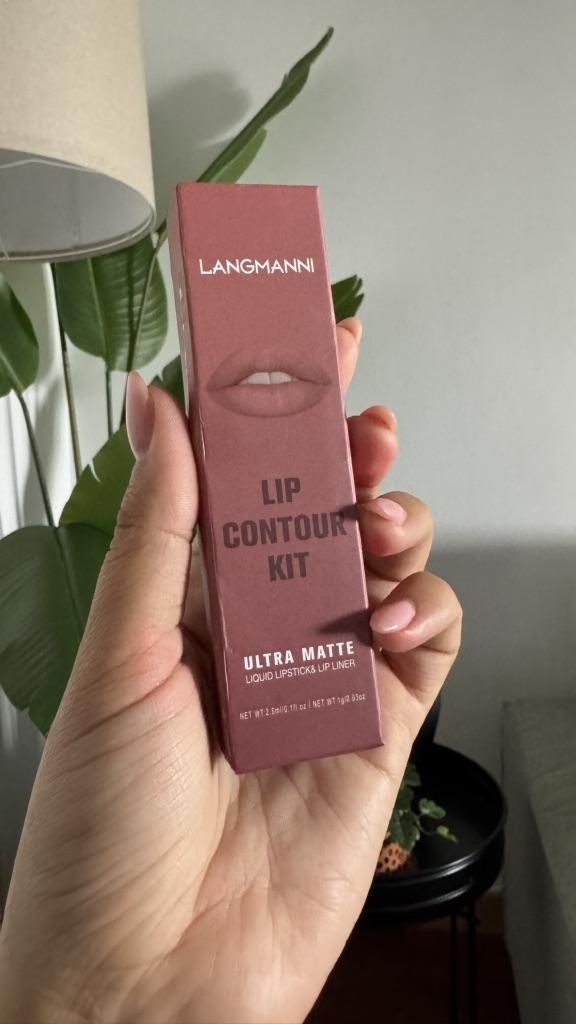 LANGMANNI
LIP
CONTOUR
KIT
ULTRA MATTE
LIQUID LIPSTICK& LIP LINER
NET WT 2.5ml/0.1fl oz / NET WT 1g/0.03oz